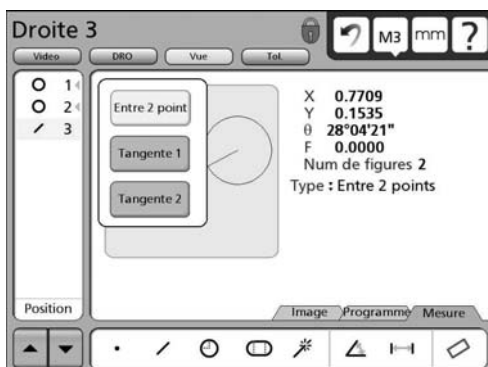 Droite 3
M3 mm ?
Video DRO Vue Tol.
1
2
3
Entre 2 point
Tangente 1
Tangente 2
X 0.7709
Y 0.1535
θ 28°04'21"
F 0.0000
Num de figures 2
Type : Entre 2 points
Position
Image Programme Mesure